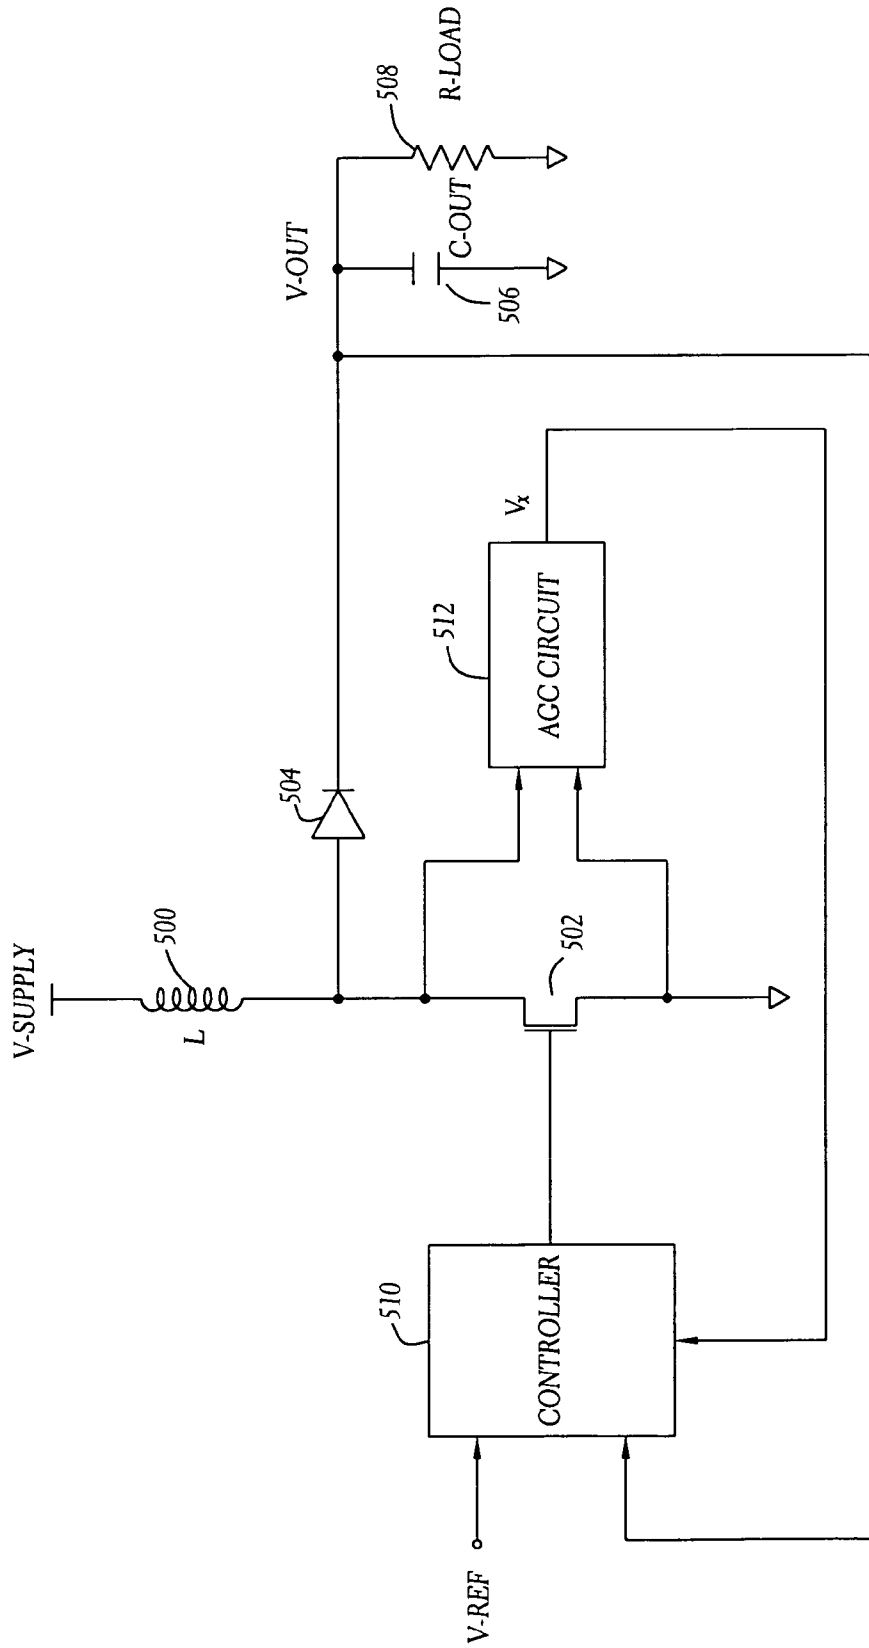 V-SUPPLY
500
L
504
V-OUT
508
R-LOAD
C-OUT
506
512
AGC CIRCUIT
Vx
502
510
CONTROLLER
V-REF